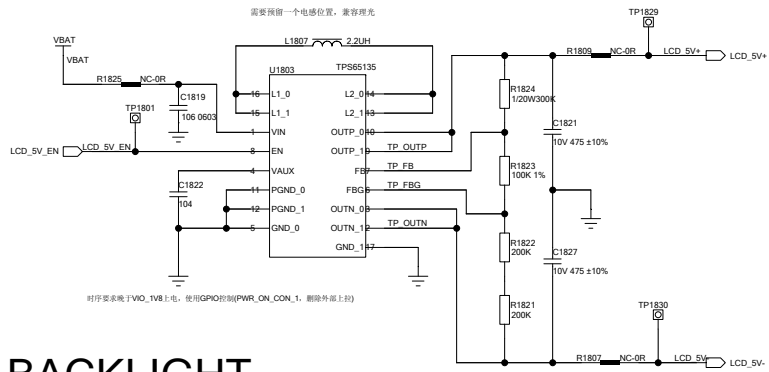 需要预留一个电感位置，兼容理光
TP1829
L1807 2.2UH
VBAT
VBAT
R1809 NC-0R LCD_5V+
LCD_5V+
U1803 TPS65135
R1825 NC-0R
C1819
106 0603
TP1801
16 L1_0
15 L1_1
L2_0 14
L2_1 13
R1824
1/20W300K
C1821
10V 475 ±10%
1 VIN
OUTP_0 10
LCD_5V_EN LCD_5V_EN
8 EN
OUTP_1 9 TP_OUTP
4 VAUX
FB 7 TP_FB
R1823
100K 1%
C1822
104
11 PGND_0
FBG 6 TP_FBG
12 PGND_1
OUTN_0 3
5 GND_0
OUTN_1 2 TP_OUTN
GND_1 17
R1822
200K
C1827
10V 475 ±10%
时序要求晚于VIO_1V8上电，使用GPIO控制(PWR_ON_CON_1，删除外部上拉)
R1821
200K
TP1830
R1807 NC-0R LCD_5V-
LCD_5V-
BACKLIGHT